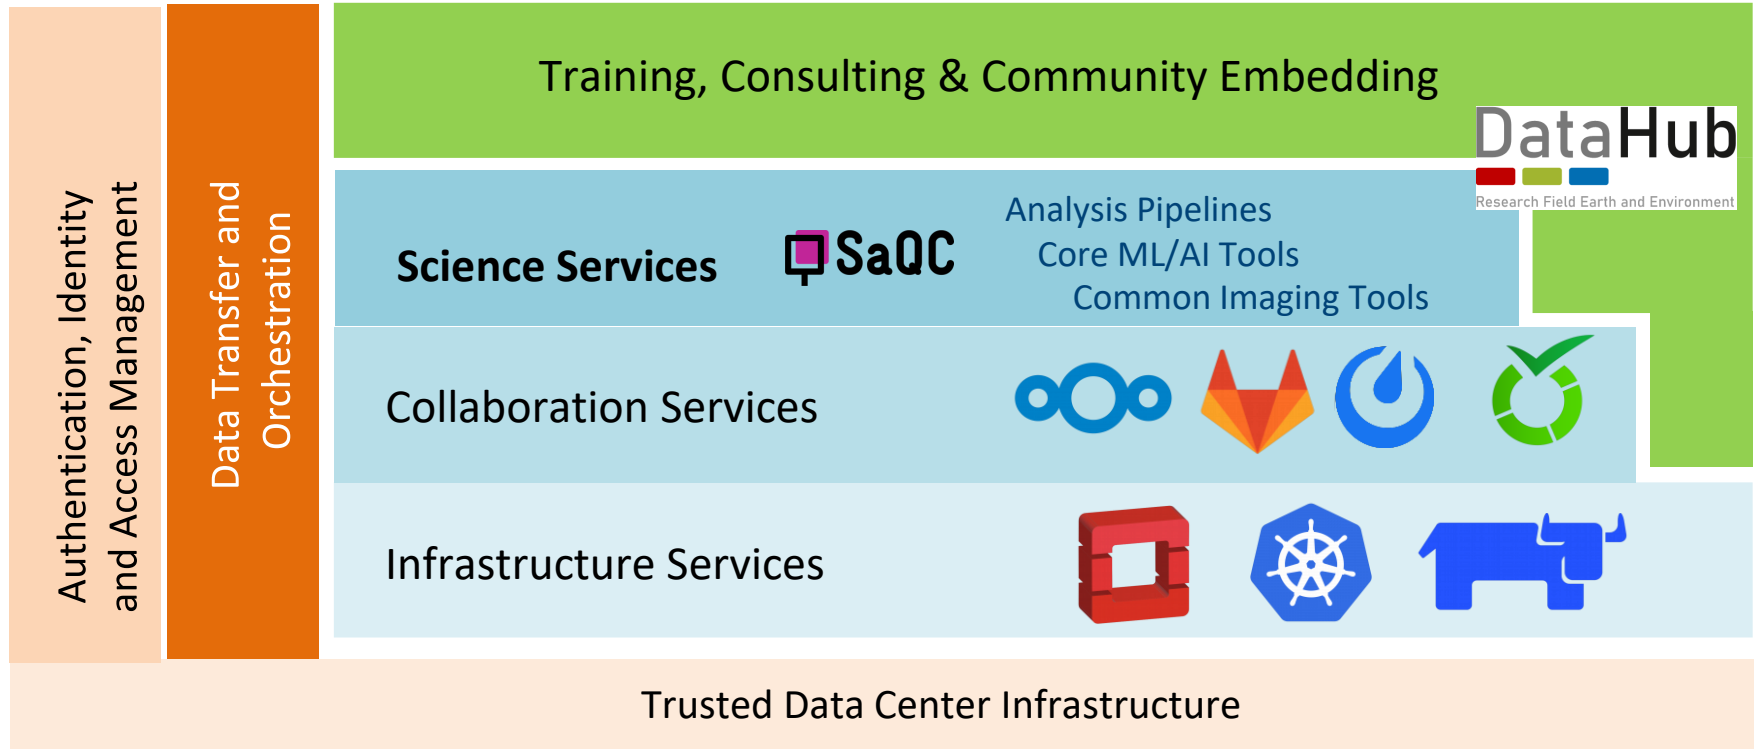 Authentication, Identity
and Access Management
Data Transfer and
Orchestration
Training, Consulting & Community Embedding
DataHub
Research Field Earth and Environment
Science Services
SaQC
Analysis Pipelines
Core ML/AI Tools
Common Imaging Tools
Collaboration Services
Infrastructure Services
Trusted Data Center Infrastructure